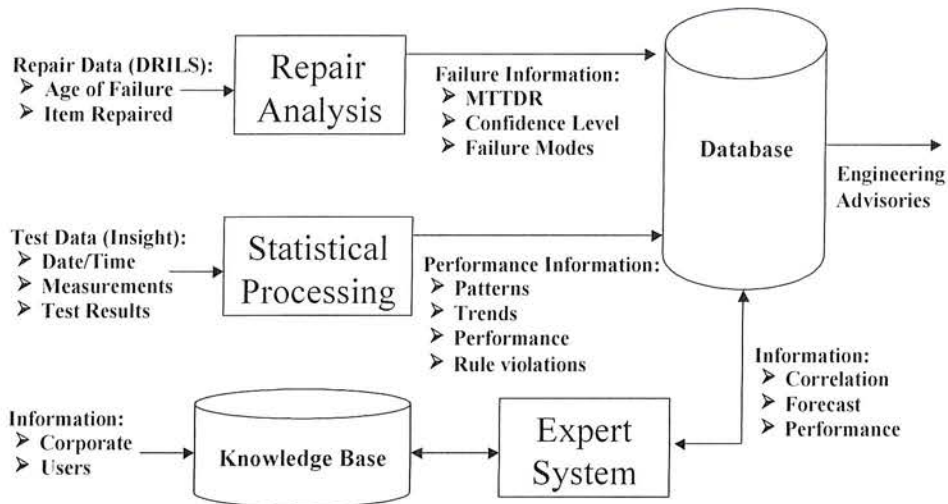 Repair Data (DRILS):
➢ Age of Failure
➢ Item Repaired
Repair
Analysis
Failure Information:
➢ MTTDR
➢ Confidence Level
➢ Failure Modes
Database
Engineering
Advisories
Test Data (Insight):
➢ Date/Time
➢ Measurements
➢ Test Results
Statistical
Processing
Performance Information:
➢ Patterns
➢ Trends
➢ Performance
➢ Rule violations
Information:
➢ Correlation
➢ Forecast
➢ Performance
Information:
➢ Corporate
➢ Users
Knowledge Base
Expert
System